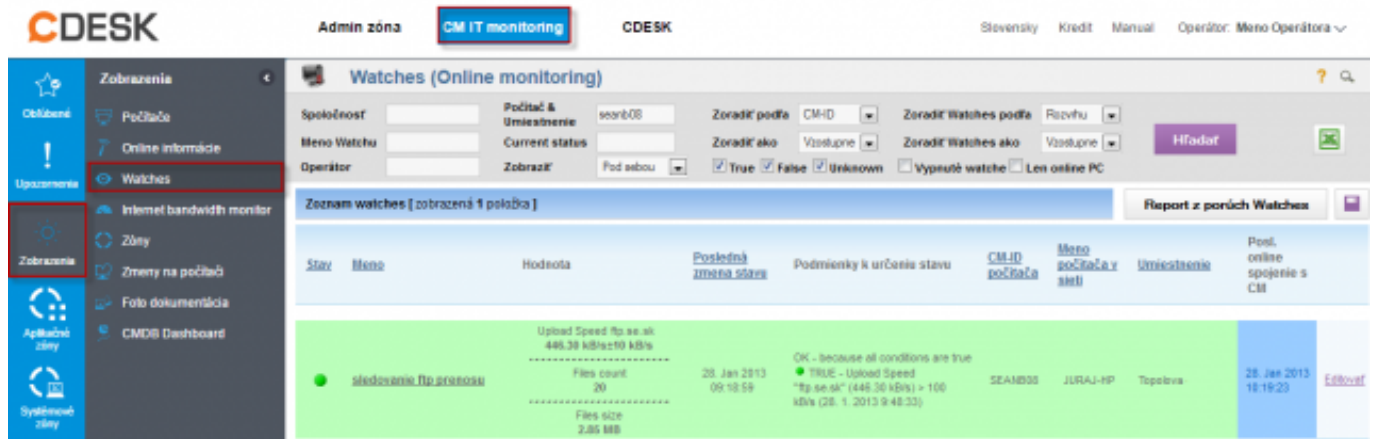 CDESK
Admin zóna
CM IT monitoring
CDESK
Slovensky
Kredit
Manual
Operátor: Meno Operátora
Obľúbené
Upozornenia
Zobrazenia
Aplikačné
zóny
Systémové
zóny
Zobrazenia
Počítače
Online informácie
Watches
Internet bandwidth monitor
Zóny
Zmeny na počítači
Foto dokumentácia
CMDB Dashboard
Watches (Online monitoring)
?
Spoločnosť
Počítač &
Umiestnenie
seanb08
Zoradiť podľa
CM-ID
Zoradiť Watches podľa
Rozvrhu
Meno Watchu
Current status
Zoradiť ako
Vzostupne
Zoradiť Watches ako
Vzostupne
Hľadať
Operátor
Zobraziť
Pod sebou
True
False
Unknown
Vypnuté watche
Len online PC
Zoznam watches [ zobrazená 1 položka ]
Report z porúch Watches
Stav
Meno
Hodnota
Posledná
zmena stavu
Podmienky k určeniu stavu
CM-ID
počítača
Meno
počítača v
sieti
Umiestnenie
Posl.
online
spojenie s
CM
sledovanie ftp prenosu
Upload Speed ftp.se.sk
446.30 kB/s±10 kB/s
Files count
20
Files size
2.86 MB
28. Jan 2013
09:18:59
OK - because all conditions are true
TRUE - Upload Speed
"ftp.se.sk" (446.30 kB/s) > 100
kB/s (28. 1. 2013 9:48:33)
SEANB08
JURAJ-HP
Topolova
28. Jan 2013
10:19:23
Editovať